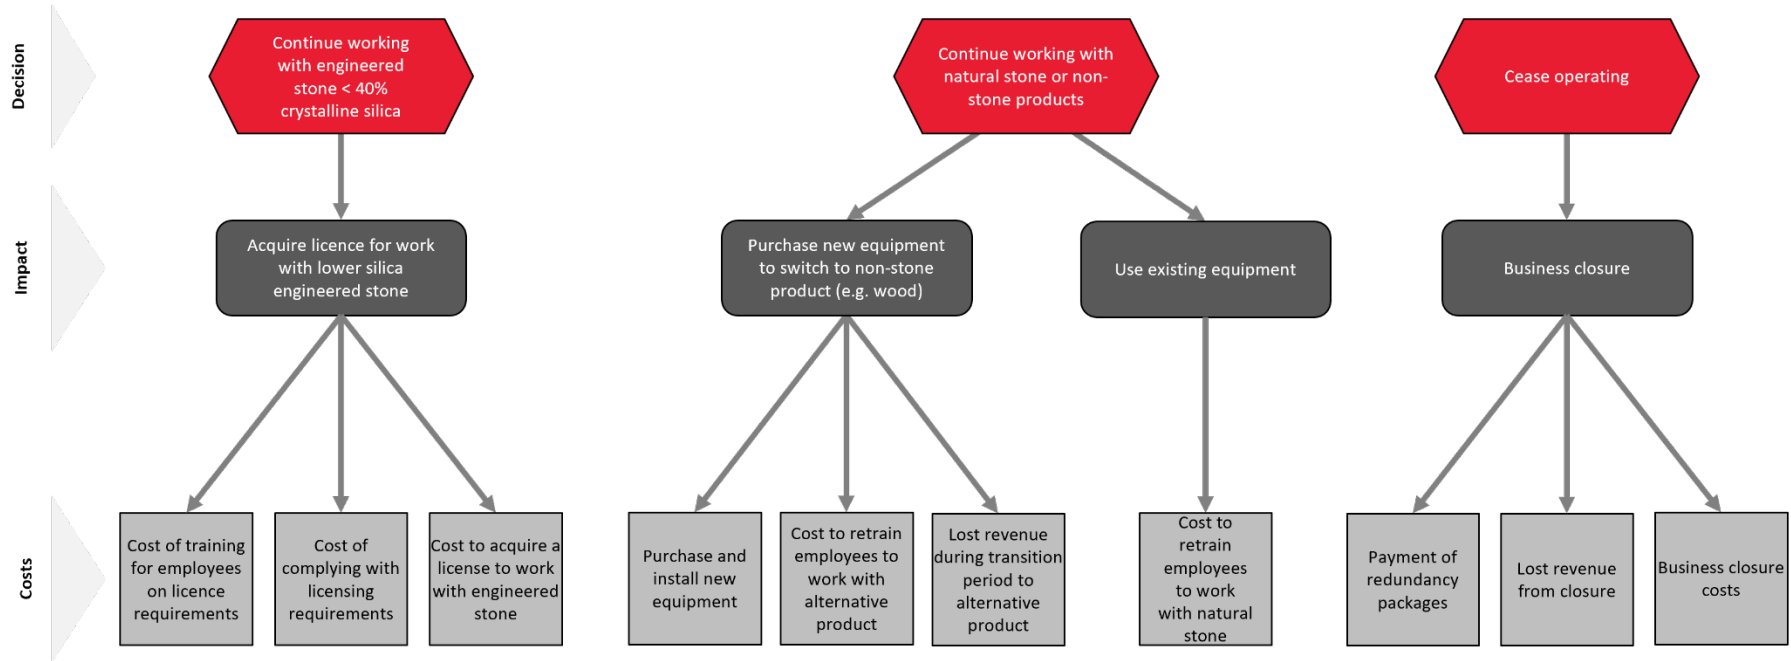 Decision
Continue working
with engineered
stone < 40%
crystalline silica
Continue working with
natural stone or non-
stone products
Cease operating
Impact
Acquire licence for work
with lower silica
engineered stone
Purchase new equipment
to switch to non-stone
product (e.g. wood)
Use existing equipment
Business closure
Costs
Cost of training
for employees
on licence
requirements
Cost of
complying with
licensing
requirements
Cost to acquire a
license to work
with engineered
stone
Purchase and
install new
equipment
Cost to retrain
employees to
work with
alternative
product
Lost revenue
during transition
period to
alternative
product
Cost to
retrain
employees
to work
with natural
stone
Payment of
redundancy
packages
Lost revenue
from closure
Business closure
costs